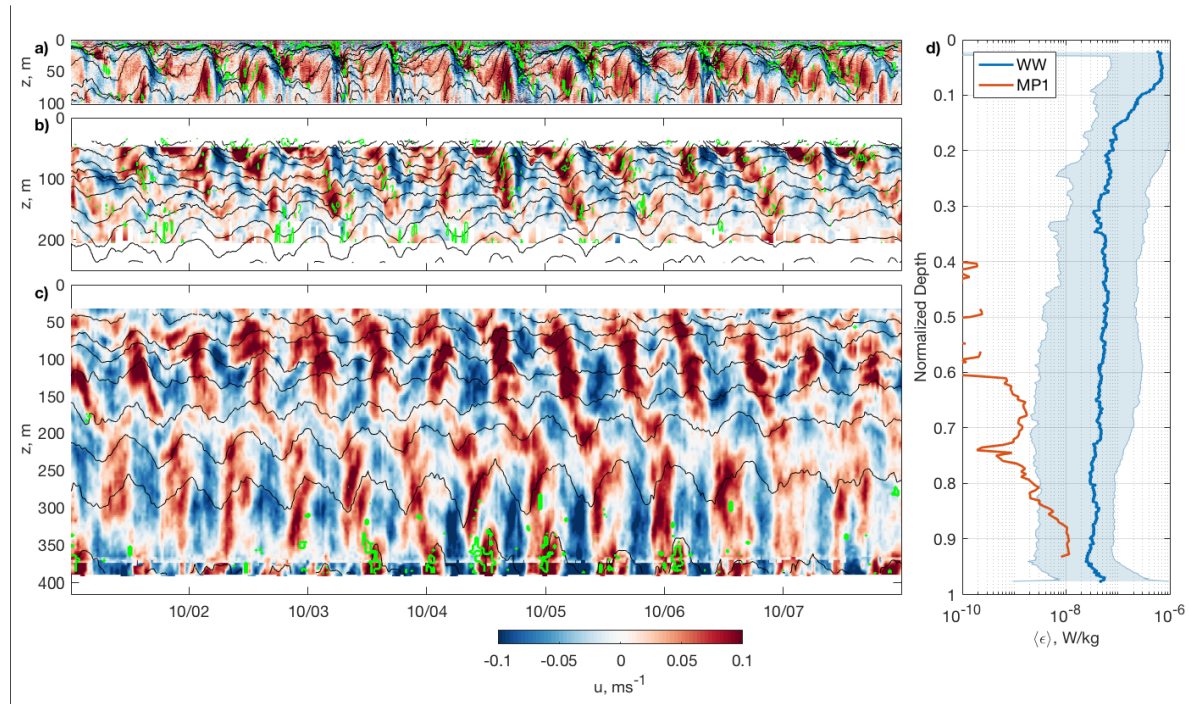 a)
z, m
0
50
100
b)
z, m
0
100
200
c)
z, m
0
50
100
150
200
250
300
350
400
10/02 10/03 10/04 10/05 10/06 10/07
-0.1 -0.05 0 0.05 0.1
u, ms⁻¹
d)
WW
MP1
Normalized Depth
0
0.1
0.2
0.3
0.4
0.5
0.6
0.7
0.8
0.9
1
10⁻¹⁰ 10⁻⁸ 10⁻⁶
⟨ϵ⟩, W/kg